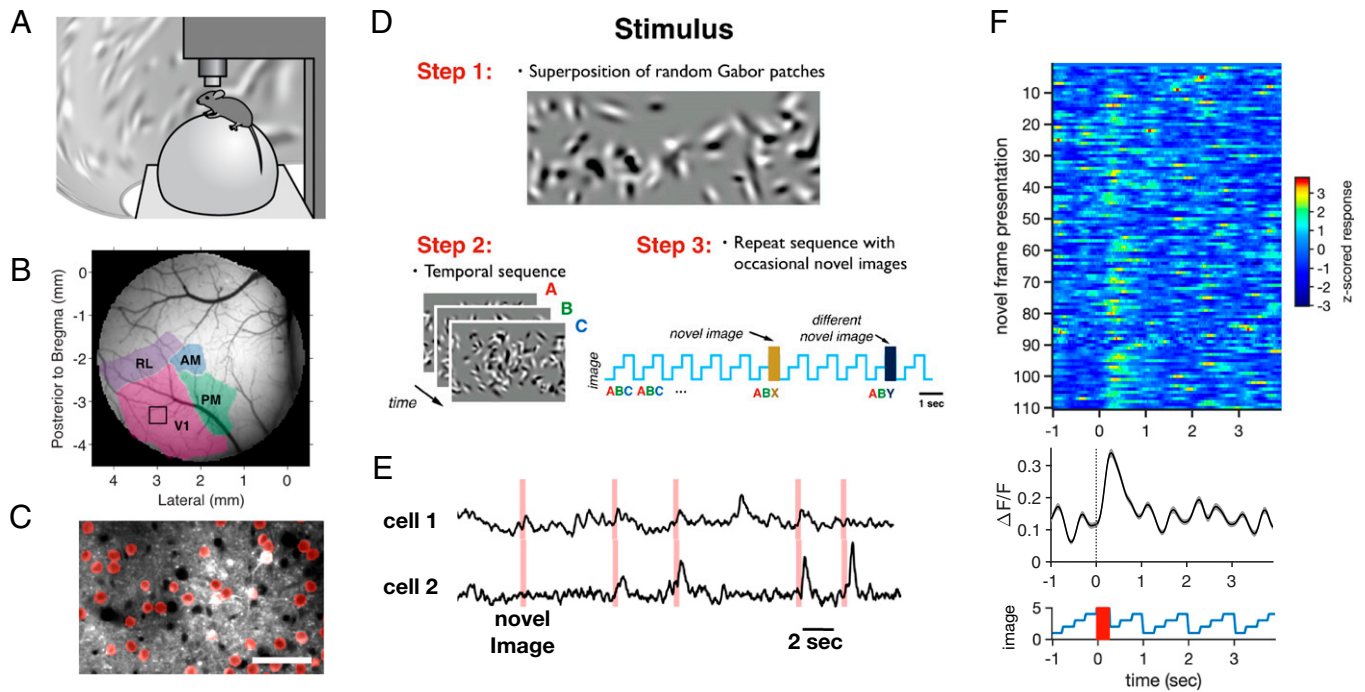 A
B
Postrerior to Bregma (mm)
0
-1
-2
-3
-4
RL
AM
PM
V1
4
3
2
1
0
Lateral (mm)
C
D
Stimulus
Step 1:
• Superposition of random Gabor patches
Step 2:
• Temporal sequence
A
B
C
time
Step 3:
• Repeat sequence with
occasional novel images
novel image
different
novel image
image
ABC ABC ... ABX ABY
1 sec
E
cell 1
cell 2
novel
Image
2 sec
F
novel frame presentation
10
20
30
40
50
60
70
80
90
100
110
-1 0 1 2 3
3
2
1
0
-1
-2
-3
z-scored response
ΔF/F
0.3
0.2
0.1
0
-1 0 1 2 3
image
5
0
-1 0 1 2 3
time (sec)